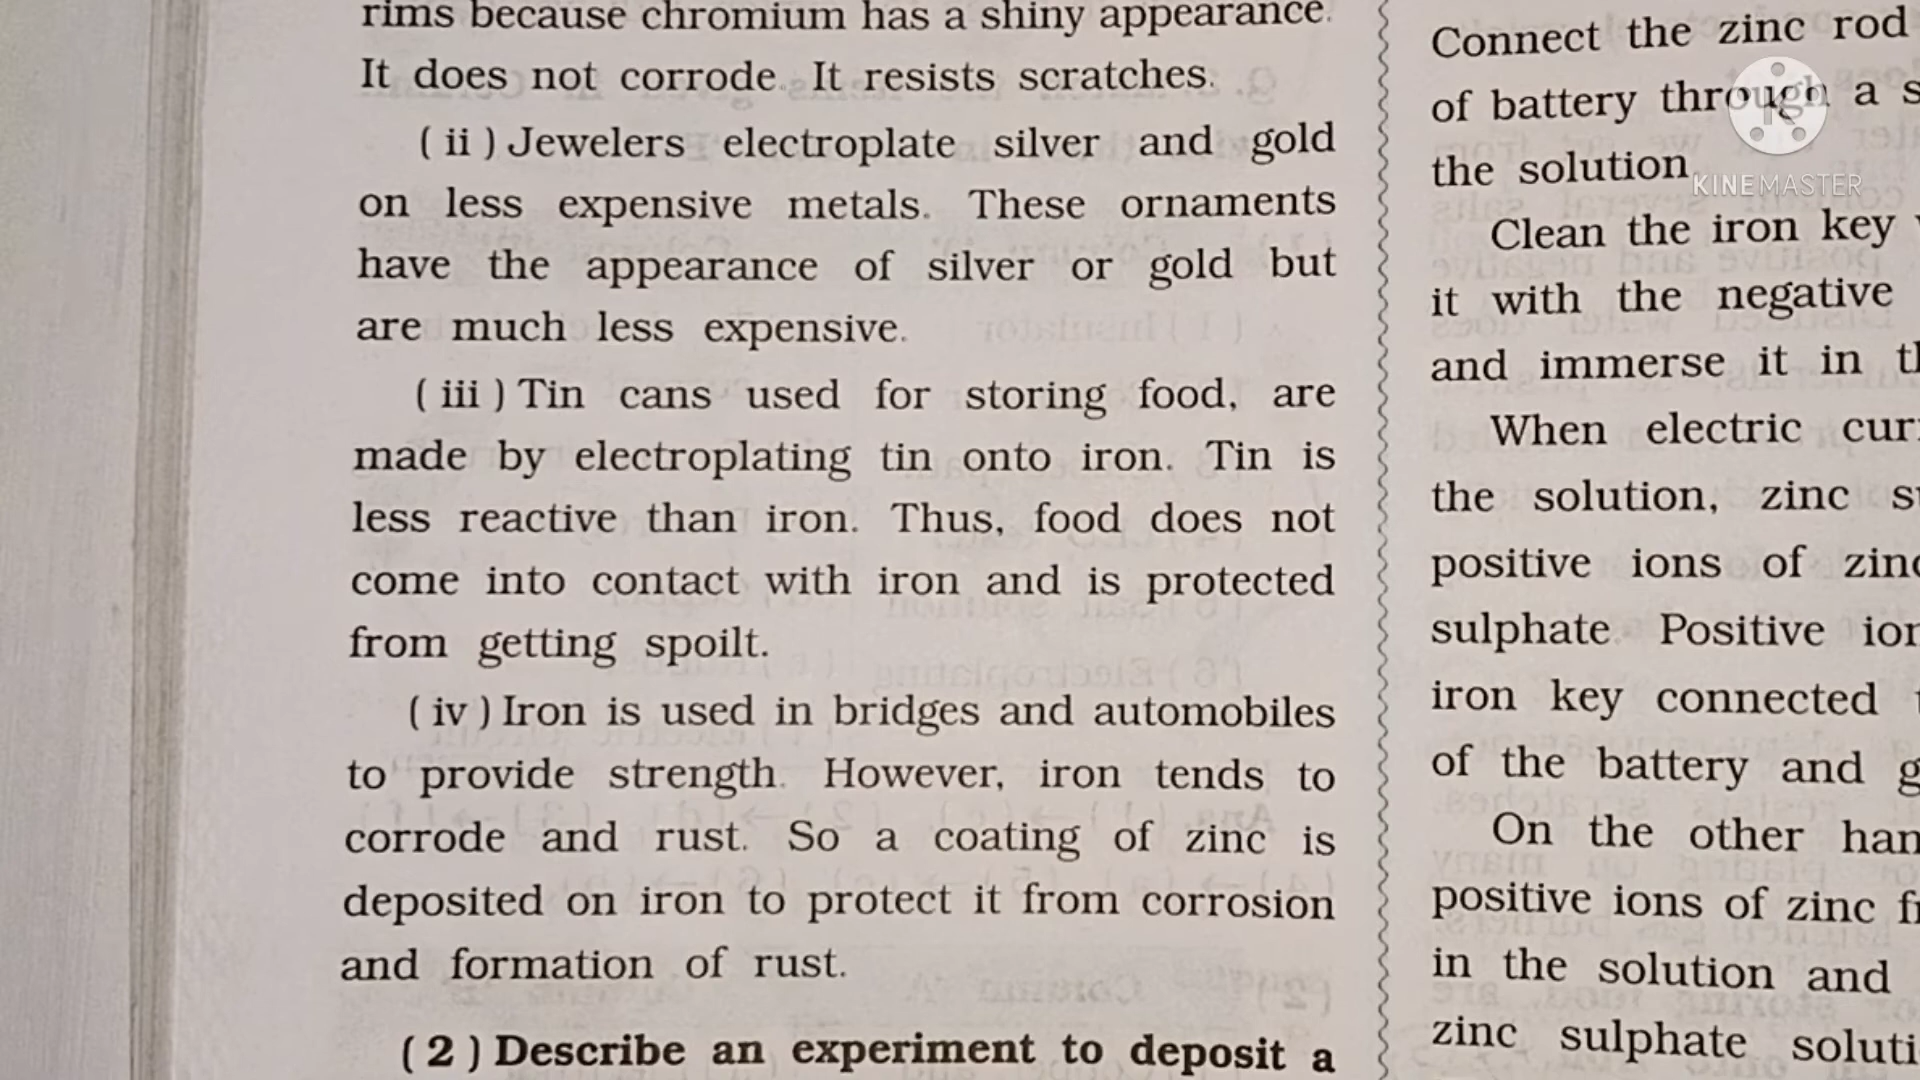 rims because chromium has a shiny appearance.
It does not corrode. It resists scratches.
( ii ) Jewelers electroplate silver and gold
on less expensive metals. These ornaments
have the appearance of silver or gold but
are much less expensive.
( iii ) Tin cans used for storing food, are
made by electroplating tin onto iron. Tin is
less reactive than iron. Thus, food does not
come into contact with iron and is protected
from getting spoilt.
( iv ) Iron is used in bridges and automobiles
to provide strength. However, iron tends to
corrode and rust. So a coating of zinc is
deposited on iron to protect it from corrosion
and formation of rust.
( 2 ) Describe an experiment to deposit a
Connect the zinc rod
of battery through a
the solution.
Clean the iron key
it with the negative
and immerse it in
When electric
the solution, zinc
positive ions of
sulphate. Positive
iron key connected
of the battery and
On the other
positive ions of zinc
in the solution and
zinc sulphate
KINEMASTER